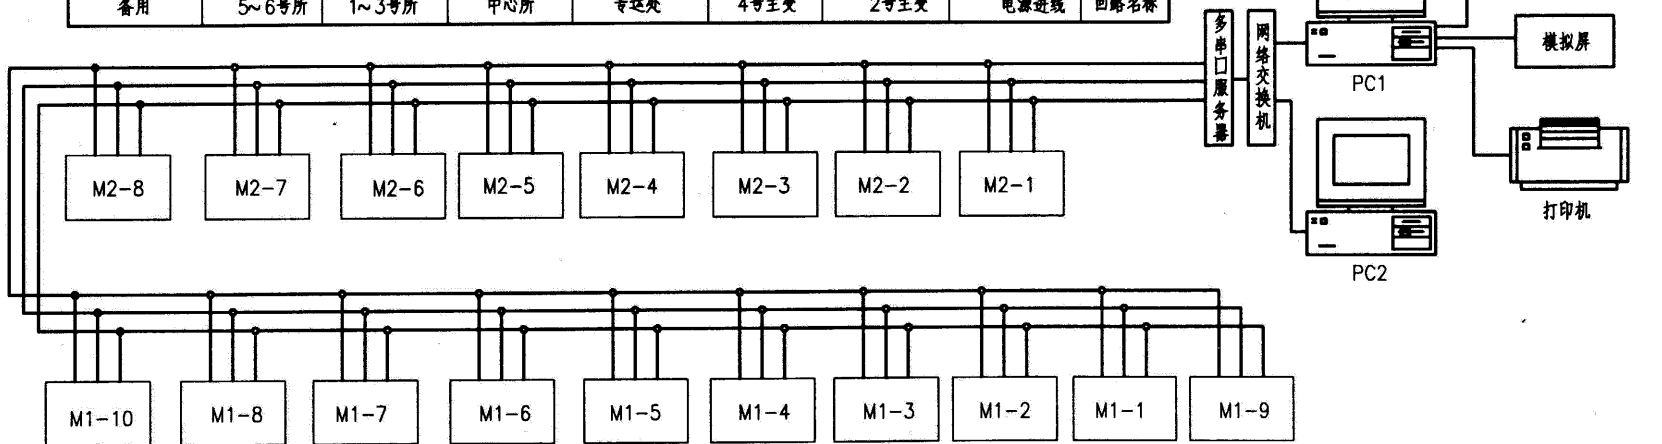 备用 5~6号所 1~3号所 中心所 专运处 4号主变 2号主变 电源进线 回路名称
多串口服务器
网络交换机
模拟屏
PC1
M2-8 M2-7 M2-6 M2-5 M2-4 M2-3 M2-2 M2-1
打印机
PC2
M1-10 M1-8 M1-7 M1-6 M1-5 M1-4 M1-3 M1-2 M1-1 M1-9